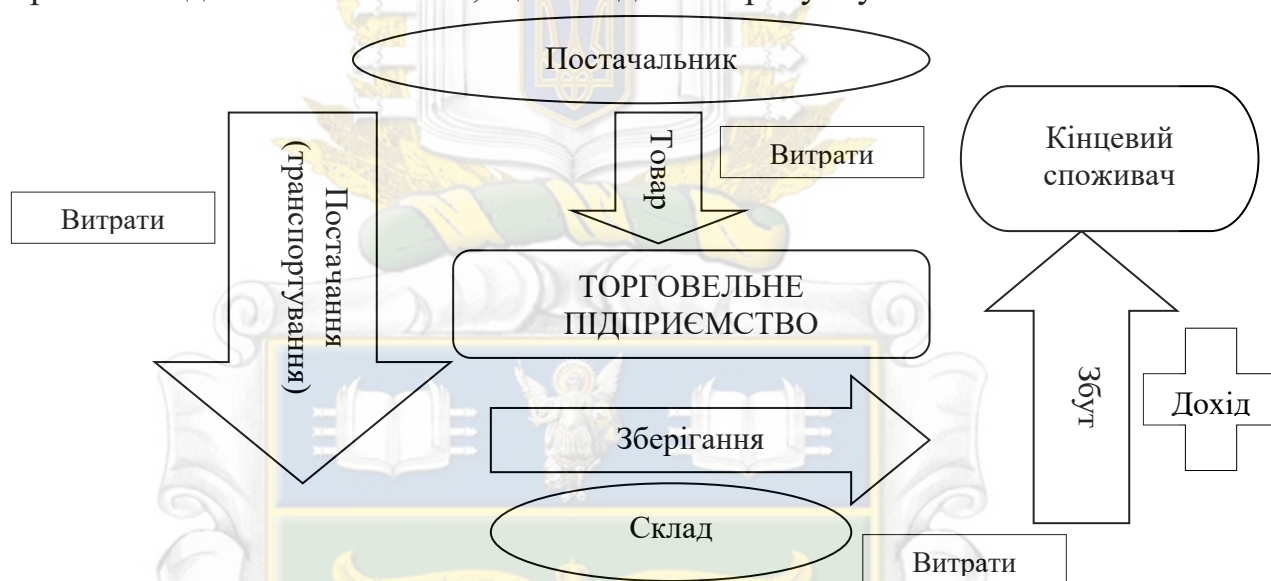 Постачальник
Товар
Витрати
Кінцевий
споживач
Витрати
Постачання
(транспортування)
ТОРГОВЕЛЬНЕ
ПІДПРИЄМСТВО
Збут
Дохід
Зберігання
Склад
Витрати